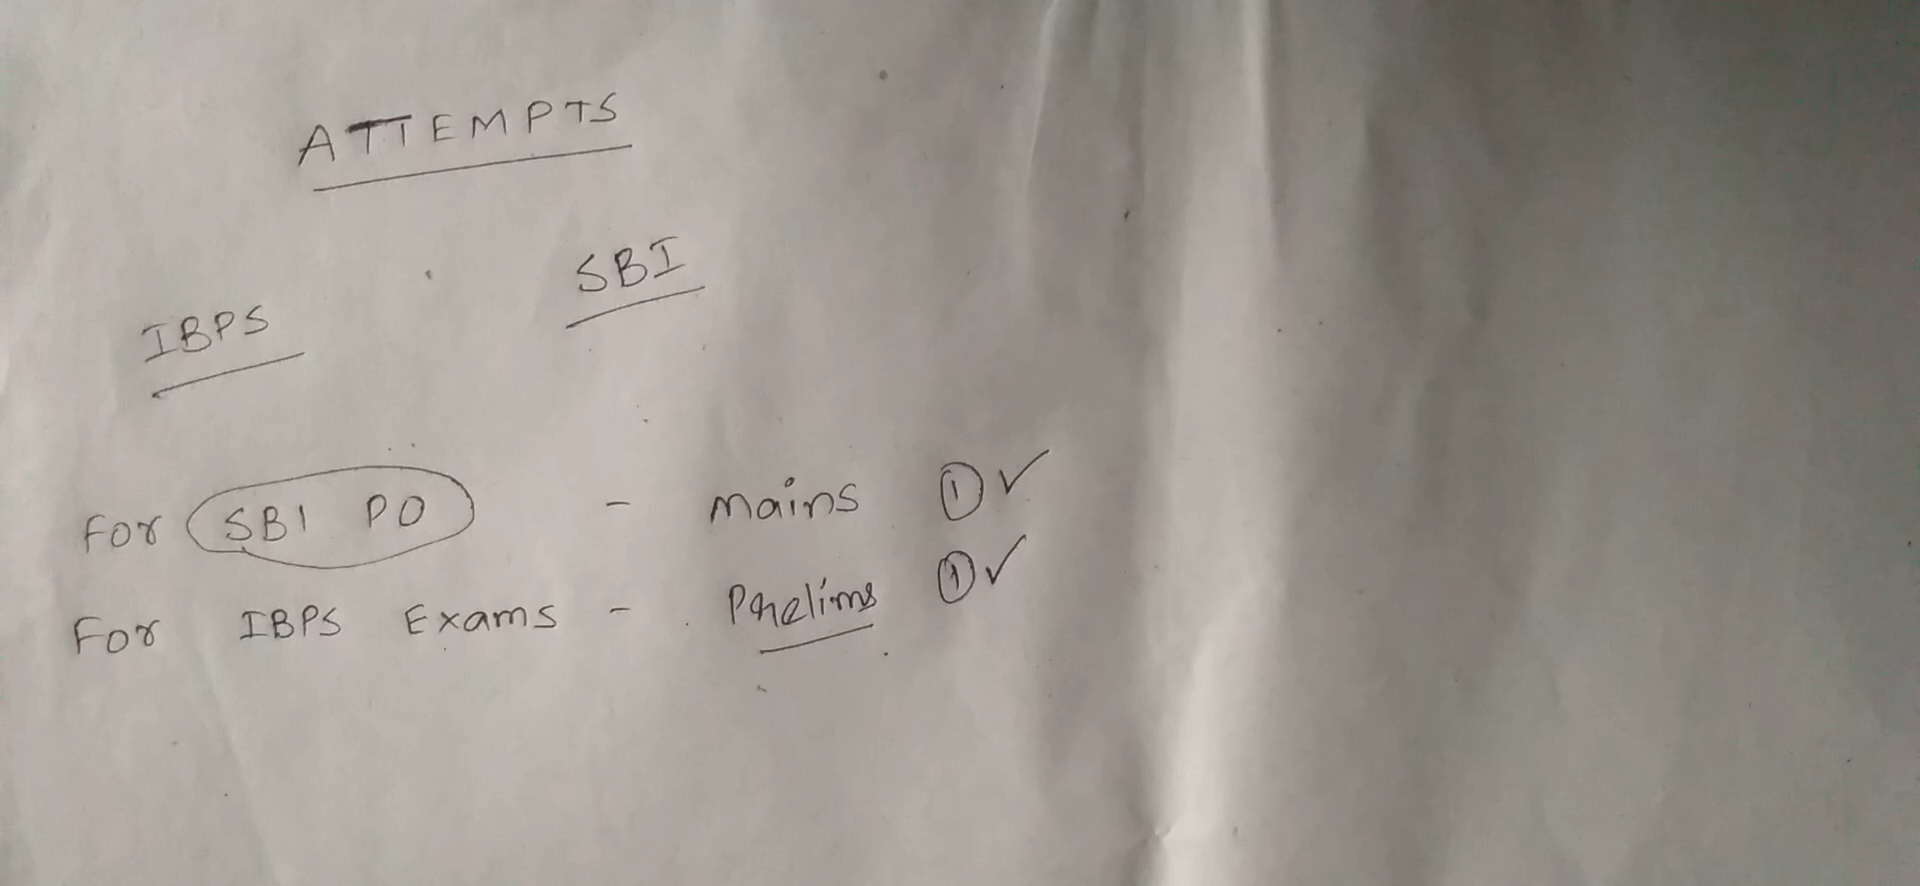 ATTEMPTS
IBPS SBI
For SBI PO - Mains 1 ✓
For IBPS Exams - Prelims 1 ✓